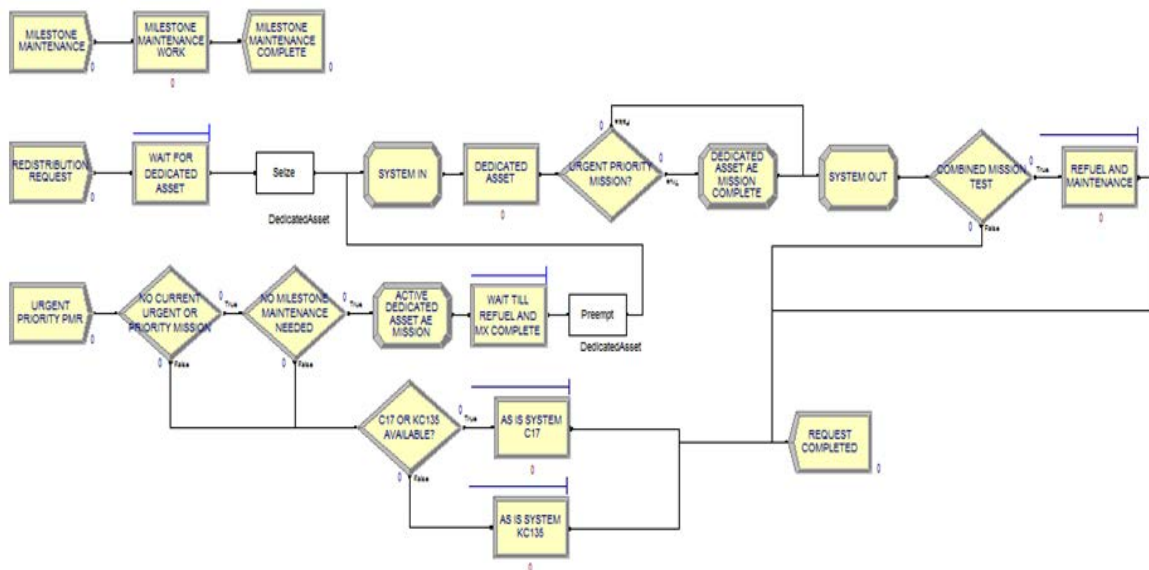 MILESTONE
MAINTENANCE
0
MILESTONE
MAINTENANCE
WORK
0
MILESTONE
MAINTENANCE
COMPLETE
0
REDISTRIBUTION
REQUEST
0
WAIT FOR
DEDICATED
ASSET
Seize
DedicatedAsset
SYSTEM IN
DEDICATED
ASSET
0
URGENT PRIORITY
MISSION?
0
0
True
DEDICATED
ASSET AE
MISSION
COMPLETE
SYSTEM OUT
COMBINED MISSION
TEST
0
True
0
False
REFUEL AND
MAINTENANCE
0
URGENT
PRIORITY PMR
0
NO CURRENT
URGENT OR
PRIORITY MISSION
0
True
0
False
NO MILESTONE
MAINTENANCE
NEEDED
0
True
0
False
ACTIVE
DEDICATED
ASSET AE
MISSION
WAIT TILL
REFUEL AND
MX COMPLETE
Preempt
DedicatedAsset
C17 OR KC135
AVAILABLE?
0
True
0
False
AS IS SYSTEM
C17
0
REQUEST
COMPLETED
0
AS IS SYSTEM
KC135
0